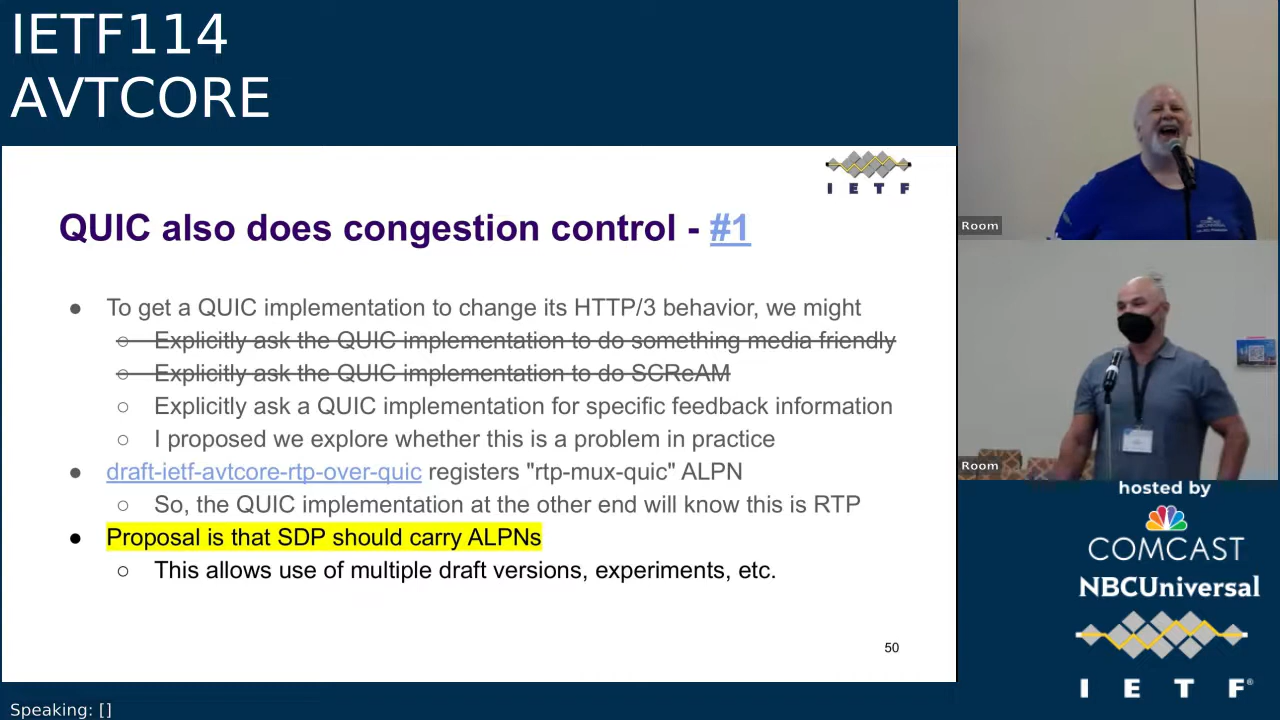 IETF114
AVTCORE
I E T F
QUIC also does congestion control - #1
● To get a QUIC implementation to change its HTTP/3 behavior, we might
○ Explicitly ask the QUIC implementation to do something media friendly
○ Explicitly ask the QUIC implementation to do SCReAM
○ Explicitly ask a QUIC implementation for specific feedback information
○ I proposed we explore whether this is a problem in practice
● draft-ietf-avtcore-rtp-over-quic registers "rtp-mux-quic" ALPN
○ So, the QUIC implementation at the other end will know this is RTP
● Proposal is that SDP should carry ALPNs
○ This allows use of multiple draft versions, experiments, etc.
50
Speaking: []
Room
Room
hosted by
COMCAST
NBCUniversal
I E T F®